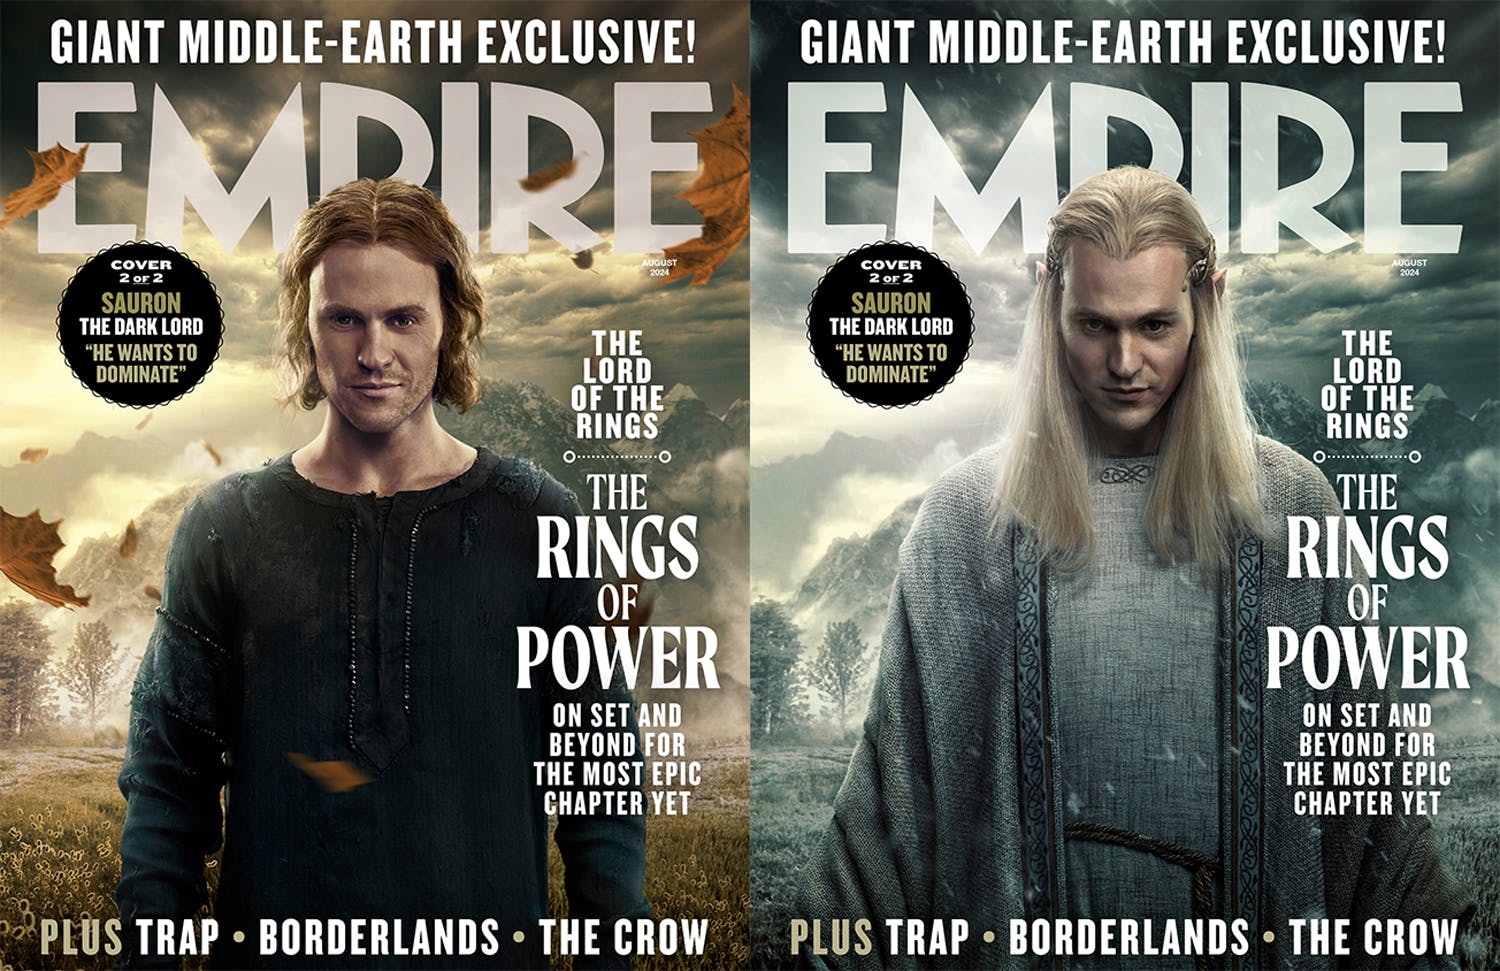 GIANT MIDDLE-EARTH EXCLUSIVE!
EMPIRE
AUGUST
2024
COVER
2 OF 2
SAURON
THE DARK LORD
“HE WANTS TO
DOMINATE”
THE
LORD
OF THE
RINGS
THE
RINGS
OF
POWER
ON SET AND
BEYOND FOR
THE MOST EPIC
CHAPTER YET
PLUS TRAP • BORDERLANDS • THE CROW
GIANT MIDDLE-EARTH EXCLUSIVE!
EMPIRE
AUGUST
2024
COVER
2 OF 2
SAURON
THE DARK LORD
“HE WANTS TO
DOMINATE”
THE
LORD
OF THE
RINGS
THE
RINGS
OF
POWER
ON SET AND
BEYOND FOR
THE MOST EPIC
CHAPTER YET
PLUS TRAP • BORDERLANDS • THE CROW